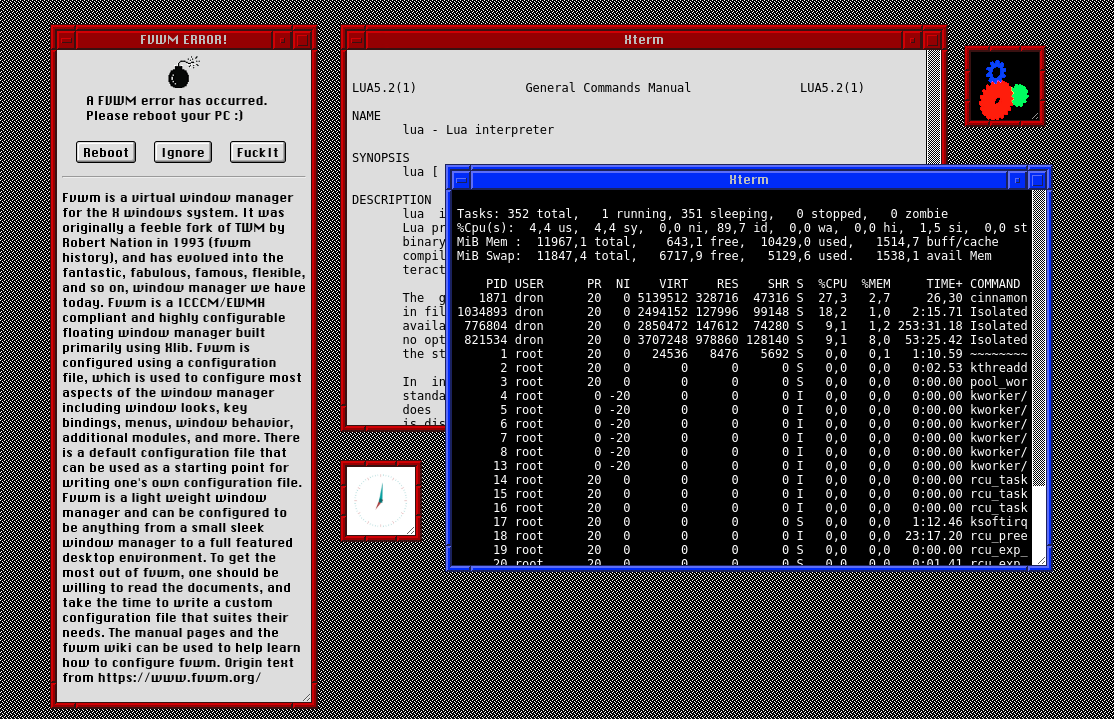 FVWM ERROR!
A FVWM error has occurred.
Please reboot your PC :)
Reboot Ignore FuckIt
Fvwm is a virtual window manager
for the X windows system. It was
originally a feeble fork of TWM by
Robert Nation in 1993 (fvwm
history), and has evolved into the
fantastic, fabulous, famous, flexible,
and so on, window manager we have
today. Fvwm is a ICCCM/EWMH
compliant and highly configurable
floating window manager built
primarily using Xlib. Fvwm is
configured using a configuration
file, which is used to configure most
aspects of the window manager
including window looks, key
bindings, menus, window behavior,
additional modules, and more. There
is a default configuration file that
can be used as a starting point for
writing one's own configuration file.
Fvwm is a light weight window
manager and can be configured to
be anything from a small sleek
window manager to a full featured
desktop environment. To get the
most out of fvwm, one should be
willing to read the documents, and
take the time to write a custom
configuration file that suites their
needs. The manual pages and the
fvwm wiki can be used to help learn
how to configure fvwm. Origin text
from https://www.fvwm.org/
Xterm
LUA5.2(1) General Commands Manual LUA5.2(1)
NAME
lua - Lua interpreter
SYNOPSIS
lua [
DESCRIPTION
lua i
Lua pr
binary
compil
teract
The g
in fil
availa
no opt
the st
In in
standa
does
is dis
Xterm
Tasks: 352 total, 1 running, 351 sleeping, 0 stopped, 0 zombie
%Cpu(s): 4,4 us, 4,4 sy, 0,0 ni, 89,7 id, 0,0 wa, 0,0 hi, 1,5 si, 0,0 st
MiB Mem : 11967,1 total, 643,1 free, 10429,0 used, 1514,7 buff/cache
MiB Swap: 11847,4 total, 6717,9 free, 5129,6 used. 1538,1 avail Mem
PID USER PR NI VIRT RES SHR S %CPU %MEM TIME+ COMMAND
1871 dron 20 0 5139512 328716 47316 S 27,3 2,7 26,30 cinnamon
1034893 dron 20 0 2494152 127996 99148 S 18,2 1,0 2:15.71 Isolated
776804 dron 20 0 2850472 147612 74280 S 9,1 1,2 253:31.18 Isolated
821534 dron 20 0 3707248 978860 128140 S 9,1 8,0 53:25.42 Isolated
1 root 20 0 24536 8476 5692 S 0,0 0,1 1:10.59 ~~~~~~~~
2 root 20 0 0 0 0 S 0,0 0,0 0:02.53 kthreadd
3 root 20 0 0 0 0 S 0,0 0,0 0:00.00 pool_wor
4 root 0 -20 0 0 0 I 0,0 0,0 0:00.00 kworker/
5 root 0 -20 0 0 0 I 0,0 0,0 0:00.00 kworker/
6 root 0 -20 0 0 0 I 0,0 0,0 0:00.00 kworker/
7 root 0 -20 0 0 0 I 0,0 0,0 0:00.00 kworker/
8 root 0 -20 0 0 0 I 0,0 0,0 0:00.00 kworker/
13 root 0 -20 0 0 0 I 0,0 0,0 0:00.00 kworker/
14 root 20 0 0 0 0 I 0,0 0,0 0:00.00 rcu_task
15 root 20 0 0 0 0 I 0,0 0,0 0:00.00 rcu_task
16 root 20 0 0 0 0 I 0,0 0,0 0:00.00 rcu_task
17 root 20 0 0 0 0 S 0,0 0,0 1:12.46 ksoftirq
18 root 20 0 0 0 0 I 0,0 0,0 23:17.20 rcu_pree
19 root 20 0 0 0 0 S 0,0 0,0 0:00.00 rcu_exp_
20 root 20 0 0 0 0 S 0,0 0,0 0:01.41 rcu_exp_